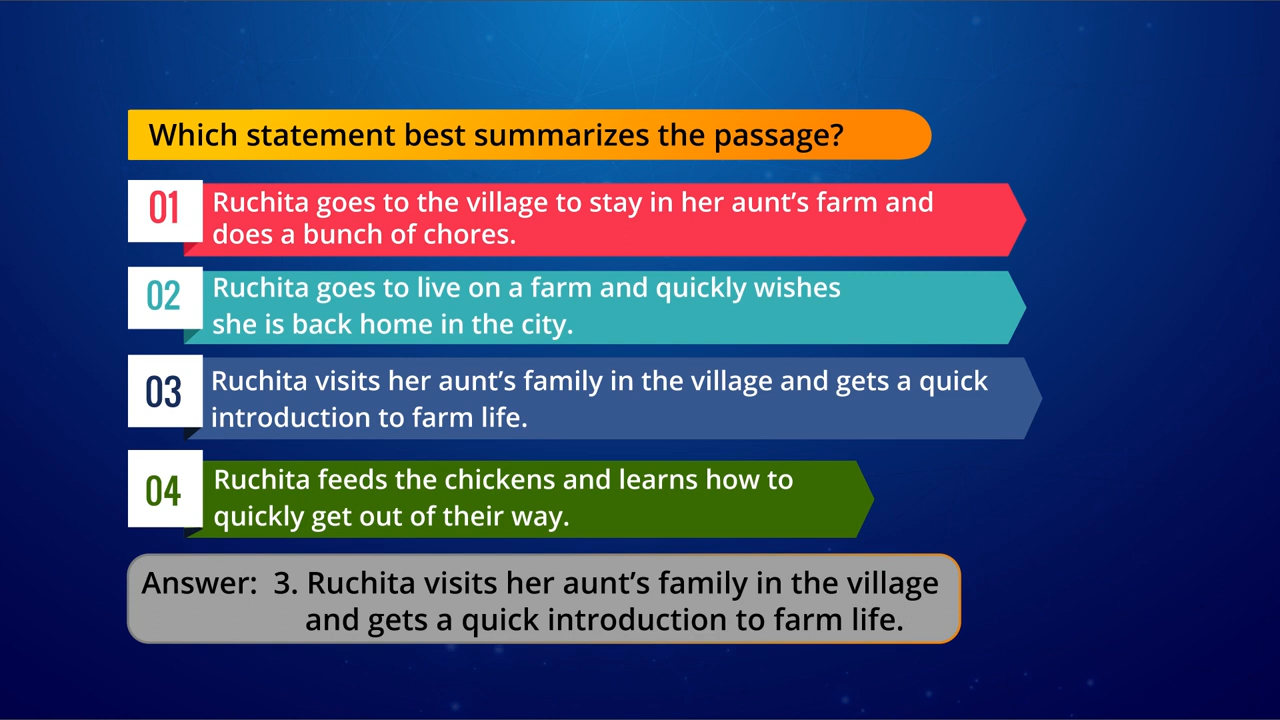 Which statement best summarizes the passage?
01
Ruchita goes to the village to stay in her aunt’s farm and
does a bunch of chores.
02
Ruchita goes to live on a farm and quickly wishes
she is back home in the city.
03
Ruchita visits her aunt’s family in the village and gets a quick
introduction to farm life.
04
Ruchita feeds the chickens and learns how to
quickly get out of their way.
Answer: 3. Ruchita visits her aunt’s family in the village
and gets a quick introduction to farm life.